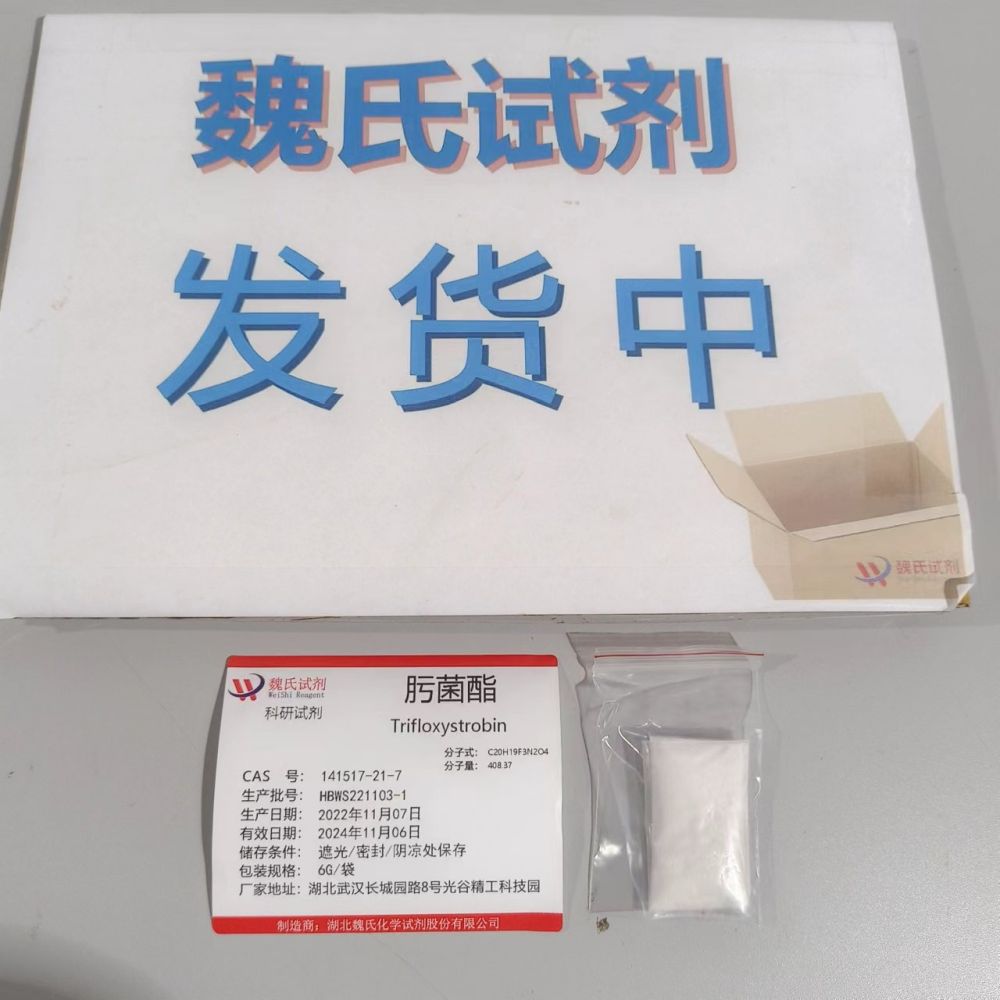 魏氏试剂
发货中
魏氏试剂
魏氏试剂
WeiShi Reagent
科研试剂
肟菌酯
Trifloxystrobin
分子式: C20H19F3N2O4
分子量: 408.37
CAS 号: 141517-21-7
生产批号: HBWS221103-1
生产日期: 2022年11月07日
有效日期: 2024年11月06日
储存条件: 遮光/密封/阴凉处保存
包装规格: 6G/袋
厂家地址: 湖北武汉长城园路8号光谷精工科技园
制造商: 湖北魏氏化学试剂股份有限公司